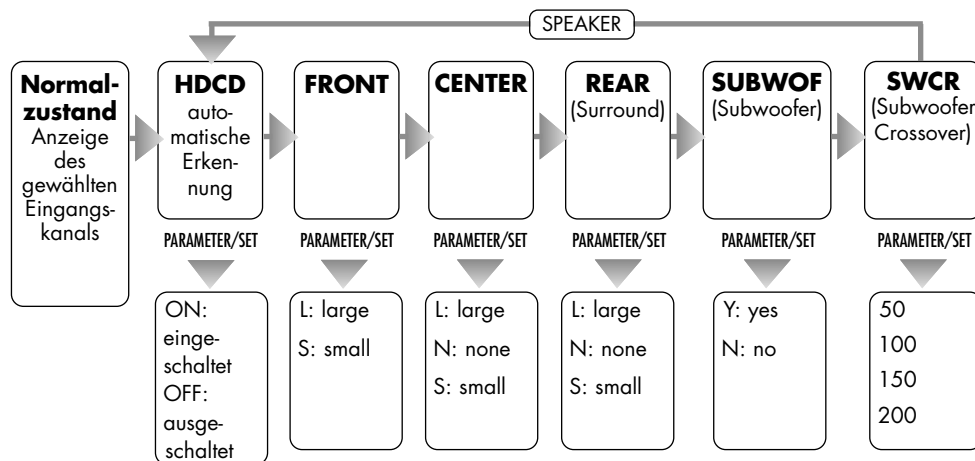 SPEAKER
Normal-
zustand
Anzeige
des
gewählten
Eingangs-
kanals
HDCD
auto-
matische
Erken-
nung
FRONT
CENTER
REAR
(Surround)
SUBWOF
(Subwoofer)
SWCR
(Subwoofer
Crossover)
PARAMETER/SET
PARAMETER/SET
PARAMETER/SET
PARAMETER/SET
PARAMETER/SET
PARAMETER/SET
ON:
einge-
schaltet
OFF:
ausge-
schaltet
L: large
S: small
L: large
N: none
S: small
L: large
N: none
S: small
Y: yes
N: no
50
100
150
200